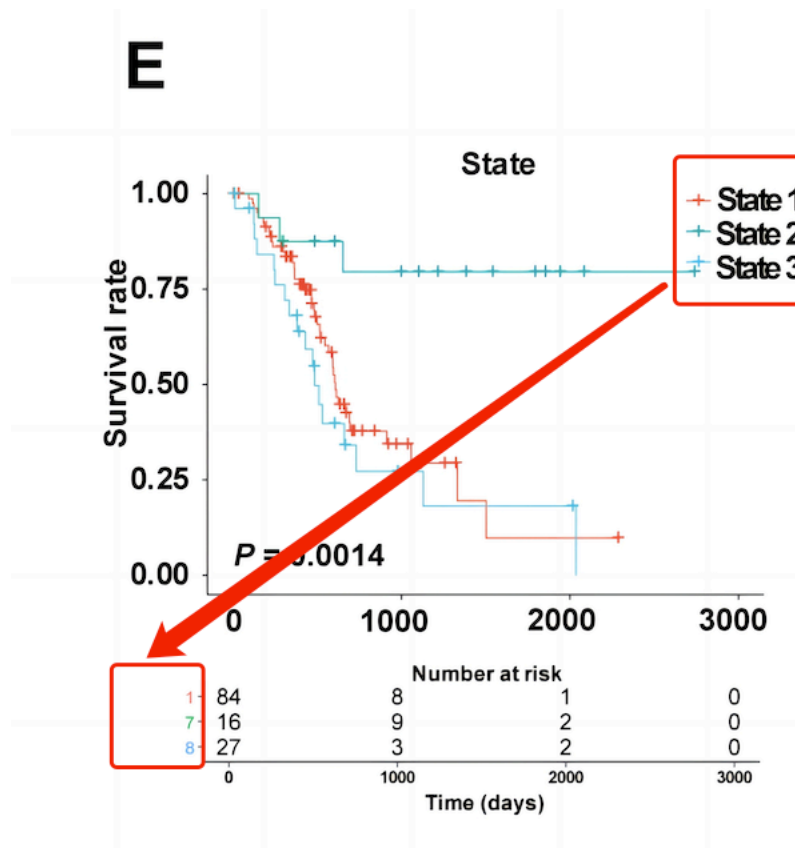 E
State
State 1
State 2
State 3
Survival rate
1.00
0.75
0.50
0.25
0.00
P = 0.0014
0 1000 2000 3000
Number at risk
1 84 8 1 0
7 16 9 2 0
8 27 3 2 0
0 1000 2000 3000
Time (days)